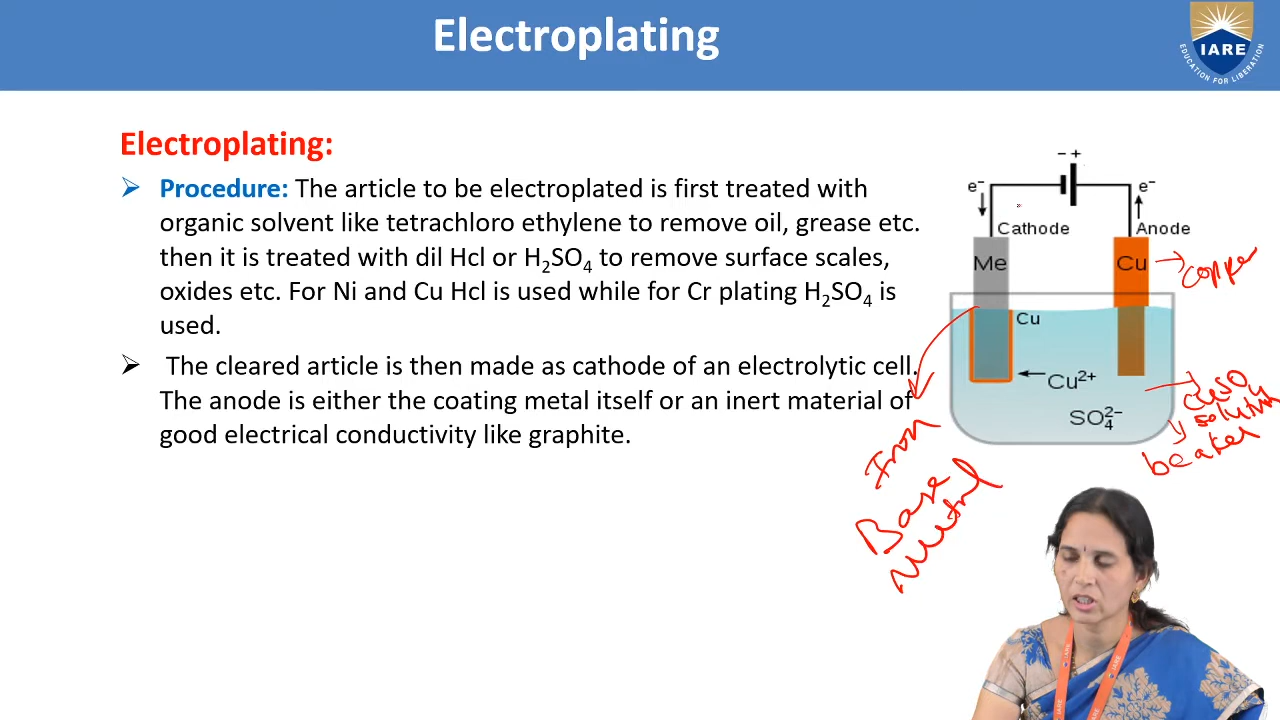 Electroplating
IARE
EDUCATION FOR LIBERATION
Electroplating:
➢ Procedure: The article to be electroplated is first treated with
organic solvent like tetrachloro ethylene to remove oil, grease etc.
then it is treated with dil Hcl or H₂SO₄ to remove surface scales,
oxides etc. For Ni and Cu Hcl is used while for Cr plating H₂SO₄ is
used.
➢ The cleared article is then made as cathode of an electrolytic cell.
The anode is either the coating metal itself or an inert material of
good electrical conductivity like graphite.
− +
e⁻
e⁻
Cathode
Anode
Me
Cu
copper
Cu
Cu²⁺
SO₄²⁻
CuSO₄
solution
beaker
Iron
Base
metal